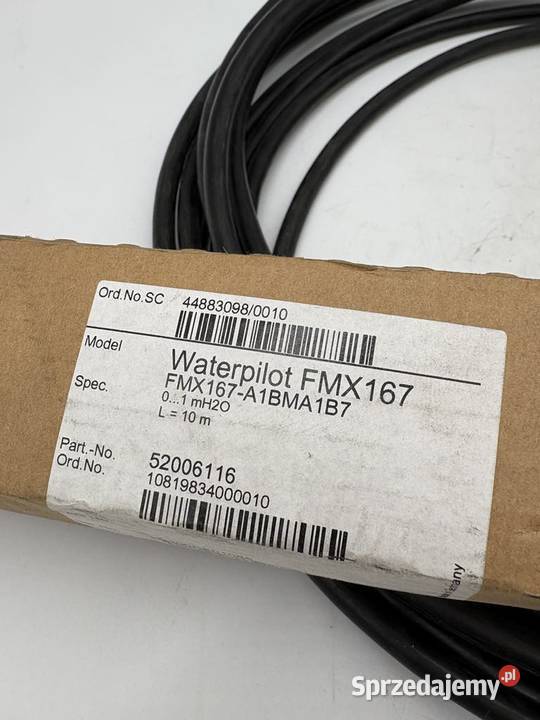 Ord.No.SC 44883098/0010
Model Waterpilot FMX167
Spec. FMX167-A1BMA1B7
0...1 mH2O
L = 10 m
Part.-No. 52006116
Ord.No. 10819834000010
Sprzedajemy.pl